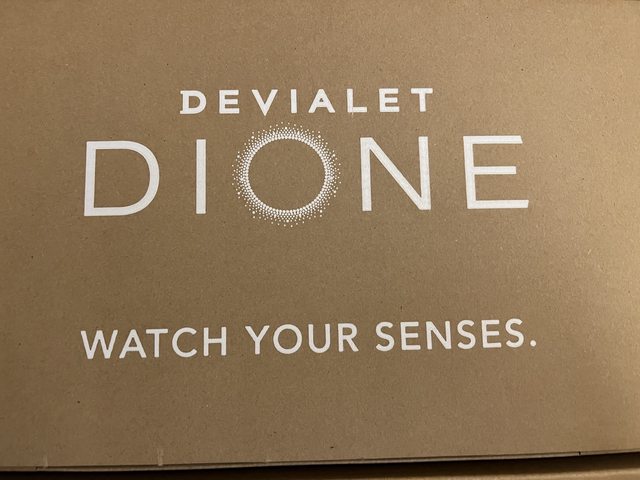 DEVIALET
DIONE
WATCH YOUR SENSES.